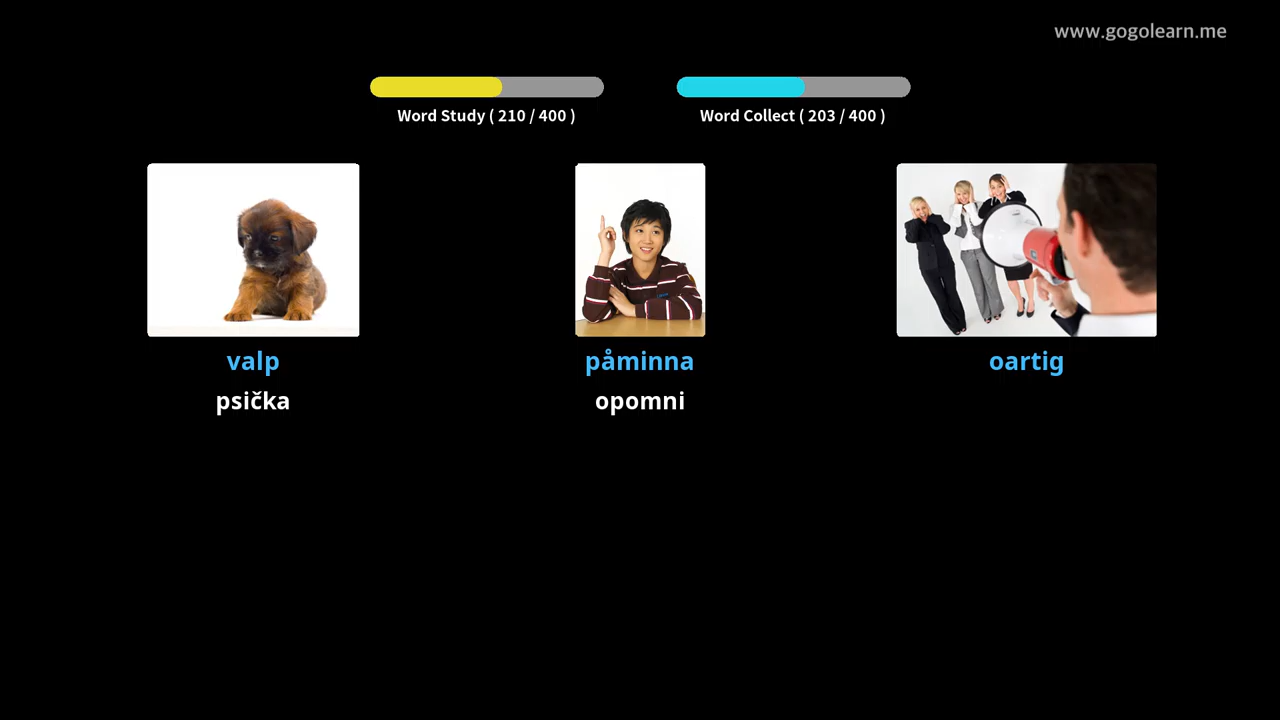 www.gogolearn.me
Word Study ( 210 / 400 )
Word Collect ( 203 / 400 )
valp
påminna
oartig
psička
opomni